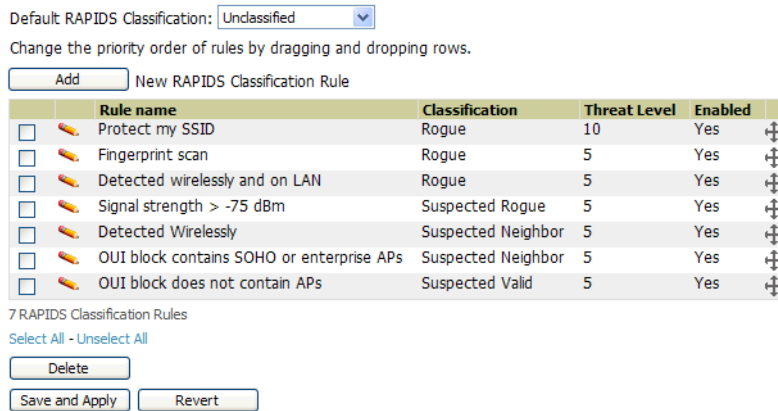 Default RAPIDS Classification: Unclassified
Change the priority order of rules by dragging and dropping rows.
Add New RAPIDS Classification Rule
Rule name Classification Threat Level Enabled
Protect my SSID Rogue 10 Yes
Fingerprint scan Rogue 5 Yes
Detected wirelessly and on LAN Rogue 5 Yes
Signal strength > -75 dBm Suspected Rogue 5 Yes
Detected Wirelessly Suspected Neighbor 5 Yes
OUI block contains SOHO or enterprise APs Suspected Neighbor 5 Yes
OUI block does not contain APs Suspected Valid 5 Yes
7 RAPIDS Classification Rules
Select All - Unselect All
Delete
Save and Apply Revert